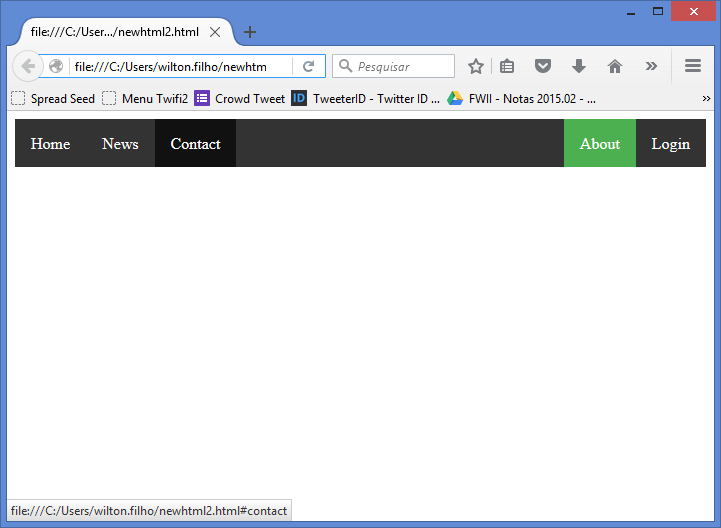 file:///C:/User.../newhtml2.html
file:///C:/Users/wilton.filho/newhtm
Pesquisar
Spread Seed Menu Twifi2 Crowd Tweet ID TweeterID - Twitter ID ... FWII - Notas 2015.02 - ...
Home News Contact About Login
file:///C:/Users/wilton.filho/newhtml2.html#contact